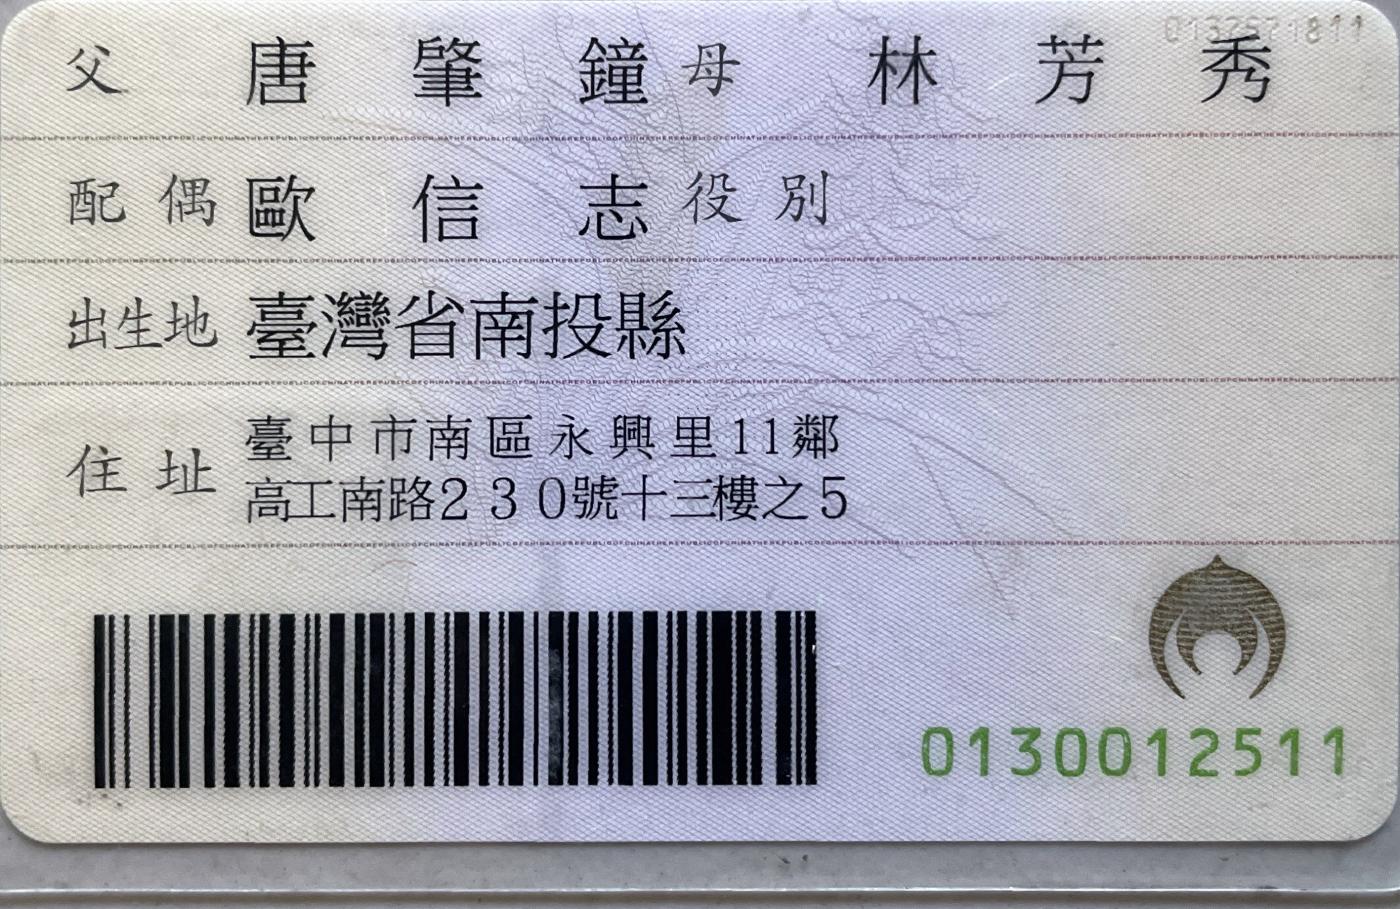 父 唐肇鐘 母 林芳秀
配偶 歐信志 役別
出生地 臺灣省南投縣
住址 臺中市南區永興里11鄰
高工南路230號十三樓之5
0130012511